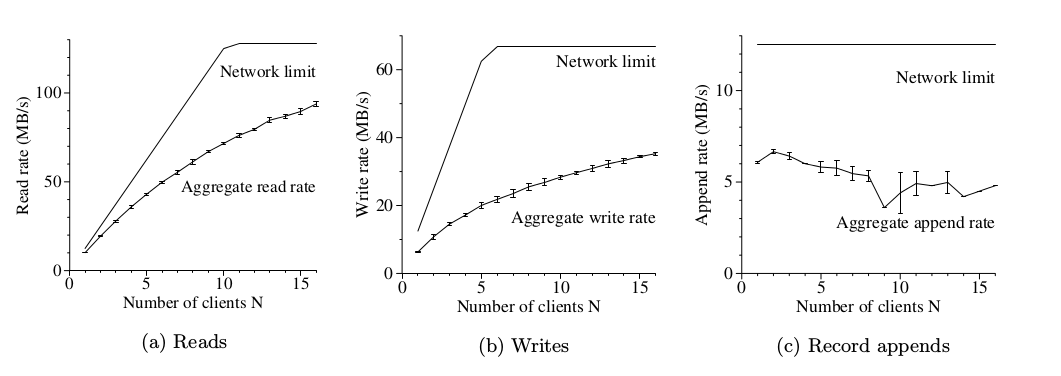 Read rate (MB/s)
100
50
0
Network limit
Aggregate read rate
0
5
10
15
Number of clients N
(a) Reads
Write rate (MB/s)
60
40
20
0
Network limit
Aggregate write rate
0
5
10
15
Number of clients N
(b) Writes
Append rate (MB/s)
10
5
0
Network limit
Aggregate append rate
0
5
10
15
Number of clients N
(c) Record appends